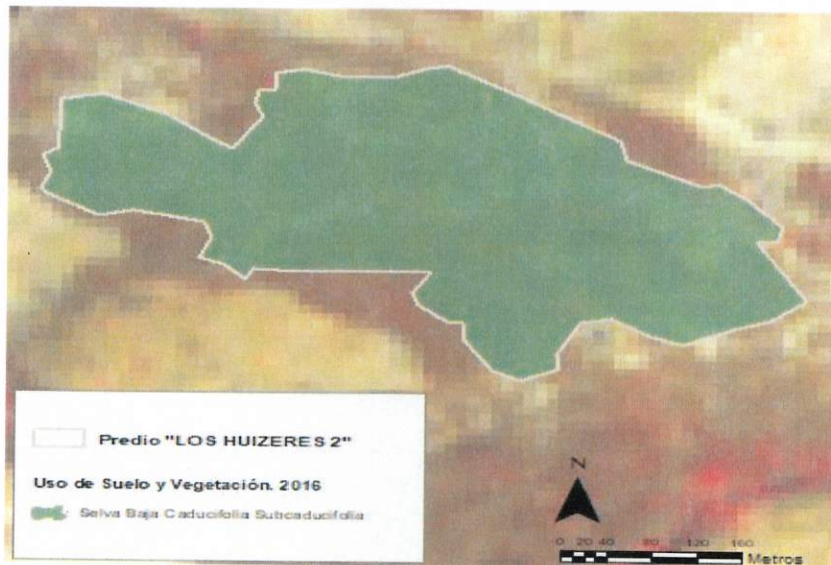 Predio "LOS HUIZERES 2"
Uso de Suelo y Vegetación. 2016
Selva Baja Caducifolia Subcaducifolia
N
0 20 40 80 120 160
Metros